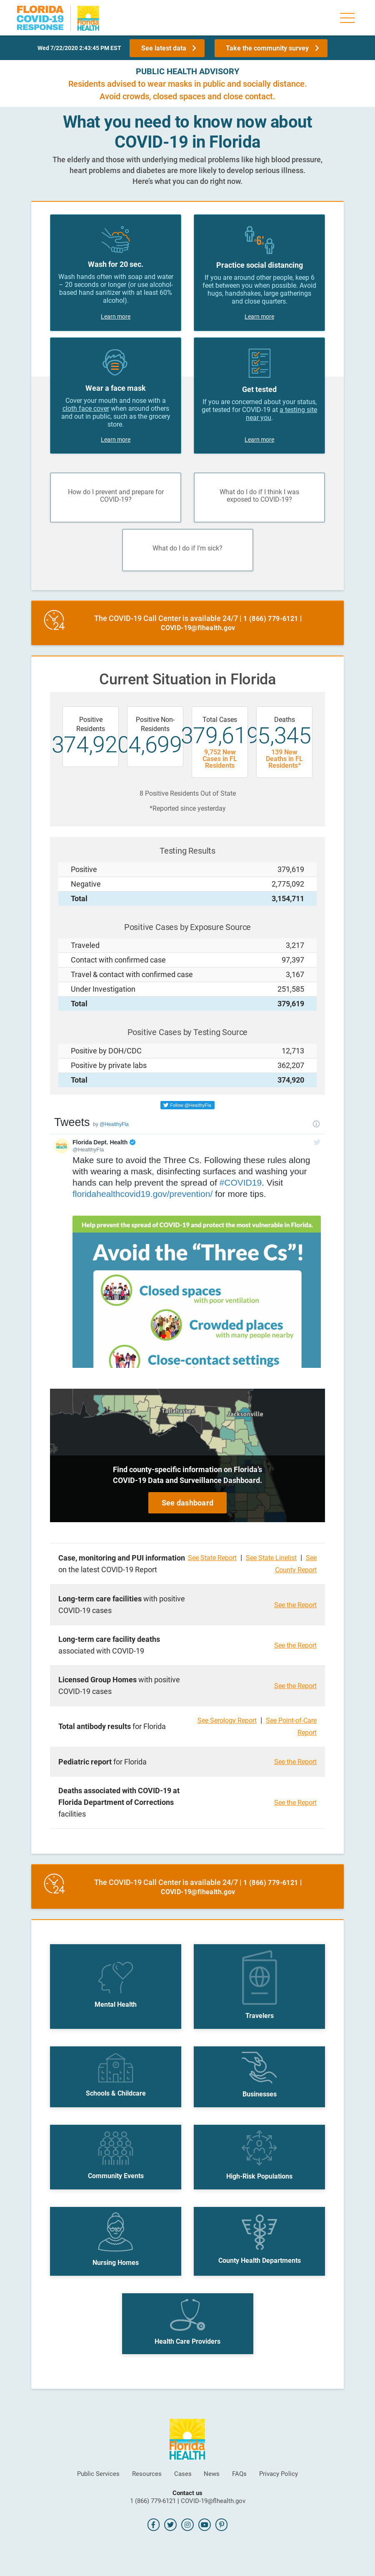 FLORIDA
COVID-19
RESPONSE
Florida
HEALTH
Wed 7/22/2020 2:43:45 PM EST
See latest data
Take the community survey
PUBLIC HEALTH ADVISORY
Residents advised to wear masks in public and socially distance.
Avoid crowds, closed spaces and close contact.
What you need to know now about
COVID-19 in Florida
The elderly and those with underlying medical problems like high blood pressure,
heart problems and diabetes are more likely to develop serious illness.
Here's what you can do right now.
Wash for 20 sec.
Wash hands often with soap and water
– 20 seconds or longer (or use alcohol-
based hand sanitizer with at least 60%
alcohol).
Learn more
6'
Practice social distancing
If you are around other people, keep 6
feet between you when possible. Avoid
hugs, handshakes, large gatherings
and close quarters.
Learn more
Wear a face mask
Cover your mouth and nose with a
cloth face cover when around others
and out in public, such as the grocery
store.
Learn more
Get tested
If you are concerned about your status,
get tested for COVID-19 at a testing site
near you.
Learn more
How do I prevent and prepare for
COVID-19?
What do I do if I think I was
exposed to COVID-19?
What do I do if I'm sick?
24
The COVID-19 Call Center is available 24/7 | 1 (866) 779-6121 |
COVID-19@flhealth.gov
Current Situation in Florida
Positive
Residents
374,920
Positive Non-
Residents
4,699
Total Cases
379,619
9,752 New
Cases in FL
Residents
Deaths
5,345
139 New
Deaths in FL
Residents*
8 Positive Residents Out of State
*Reported since yesterday
Testing Results
Positive 379,619
Negative 2,775,092
Total 3,154,711
Positive Cases by Exposure Source
Traveled 3,217
Contact with confirmed case 97,397
Travel & contact with confirmed case 3,167
Under Investigation 251,585
Total 379,619
Positive Cases by Testing Source
Positive by DOH/CDC 12,713
Positive by private labs 362,207
Total 374,920
Follow @HealthyFla
Tweets by @HealthyFla
Florida Dept. Health
@HealthyFla
Make sure to avoid the Three Cs. Following these rules along
with wearing a mask, disinfecting surfaces and washing your
hands can help prevent the spread of #COVID19. Visit
floridahealthcovid19.gov/prevention/ for more tips.
Help prevent the spread of COVID-19 and protect the most vulnerable in Florida.
Avoid the “Three Cs”!
Closed spaces
with poor ventilation
Crowded places
with many people nearby
Close-contact settings
Tallahassee
Jacksonville
Find county-specific information on Florida's
COVID-19 Data and Surveillance Dashboard.
See dashboard
Case, monitoring and PUI information
on the latest COVID-19 Report
See State Report | See State Linelist | See
County Report
Long-term care facilities with positive
COVID-19 cases
See the Report
Long-term care facility deaths
associated with COVID-19
See the Report
Licensed Group Homes with positive
COVID-19 cases
See the Report
Total antibody results for Florida
See Serology Report | See Point-of-Care
Report
Pediatric report for Florida
See the Report
Deaths associated with COVID-19 at
Florida Department of Corrections
facilities
See the Report
24
The COVID-19 Call Center is available 24/7 | 1 (866) 779-6121 |
COVID-19@flhealth.gov
Mental Health
Travelers
Schools & Childcare
Businesses
Community Events
High-Risk Populations
Nursing Homes
County Health Departments
Health Care Providers
Florida
HEALTH
Public Services
Resources
Cases
News
FAQs
Privacy Policy
Contact us
1 (866) 779-6121 | COVID-19@flhealth.gov